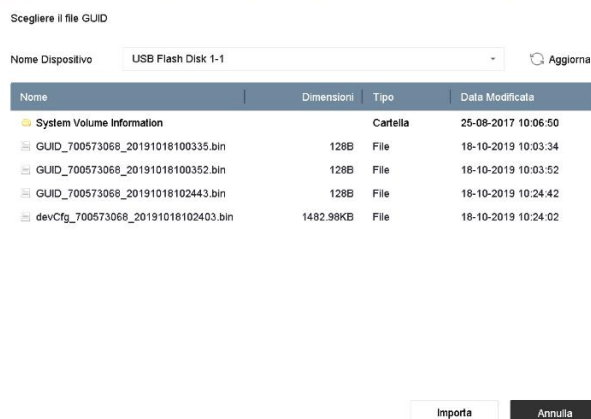 Scegliere il file GUID
Nome Dispositivo USB Flash Disk 1-1 Aggiorna
Nome Dimensioni Tipo Data Modificata
System Volume Information Cartella 25-08-2017 10:06:50
GUID_700573068_20191018100335.bin 128B File 18-10-2019 10:03:34
GUID_700573068_20191018100352.bin 128B File 18-10-2019 10:03:52
GUID_700573068_20191018102443.bin 128B File 18-10-2019 10:24:42
devCfg_700573068_20191018102403.bin 1482.98KB File 18-10-2019 10:24:02
Importa Annulla